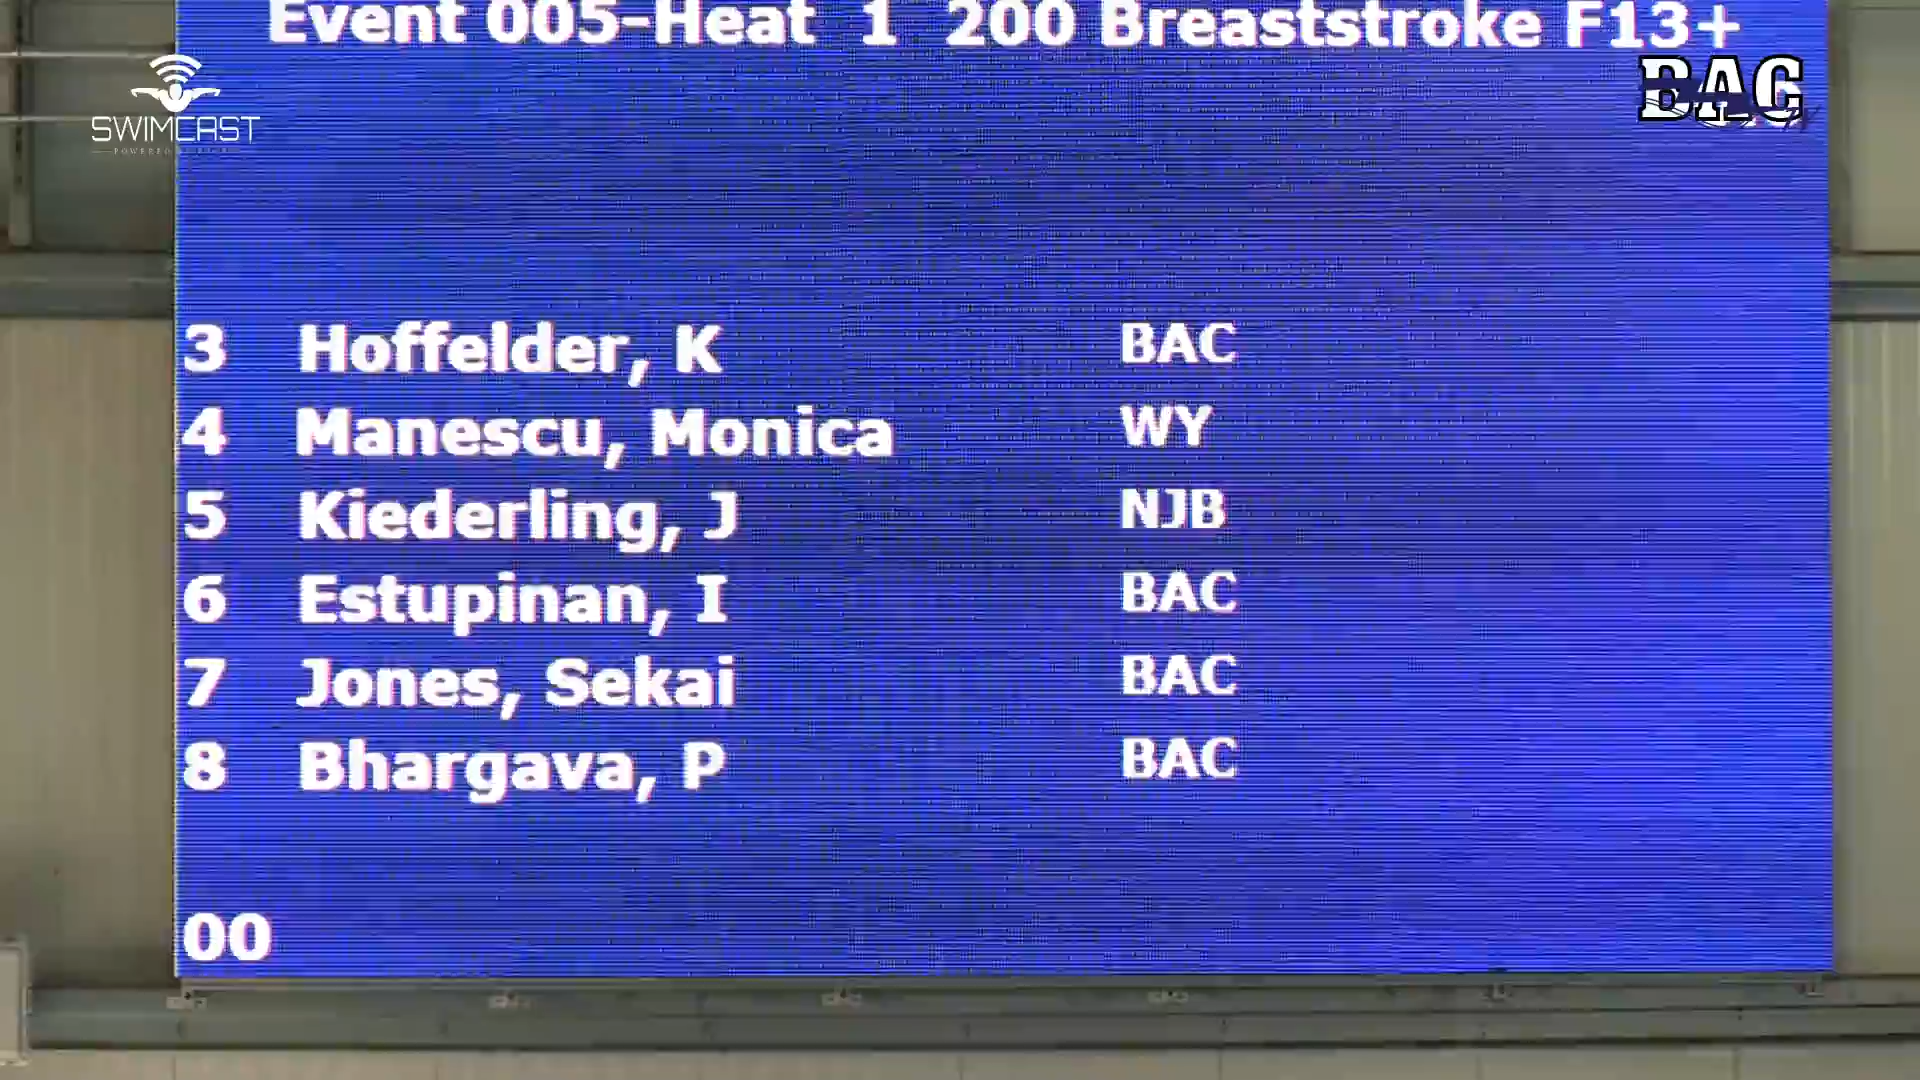 Event 005-Heat 1 200 Breaststroke F13+
BAC
SWIMCAST
3 Hoffelder, K BAC
4 Manescu, Monica WY
5 Kiederling, J NJB
6 Estupinan, I BAC
7 Jones, Sekai BAC
8 Bhargava, P BAC
00